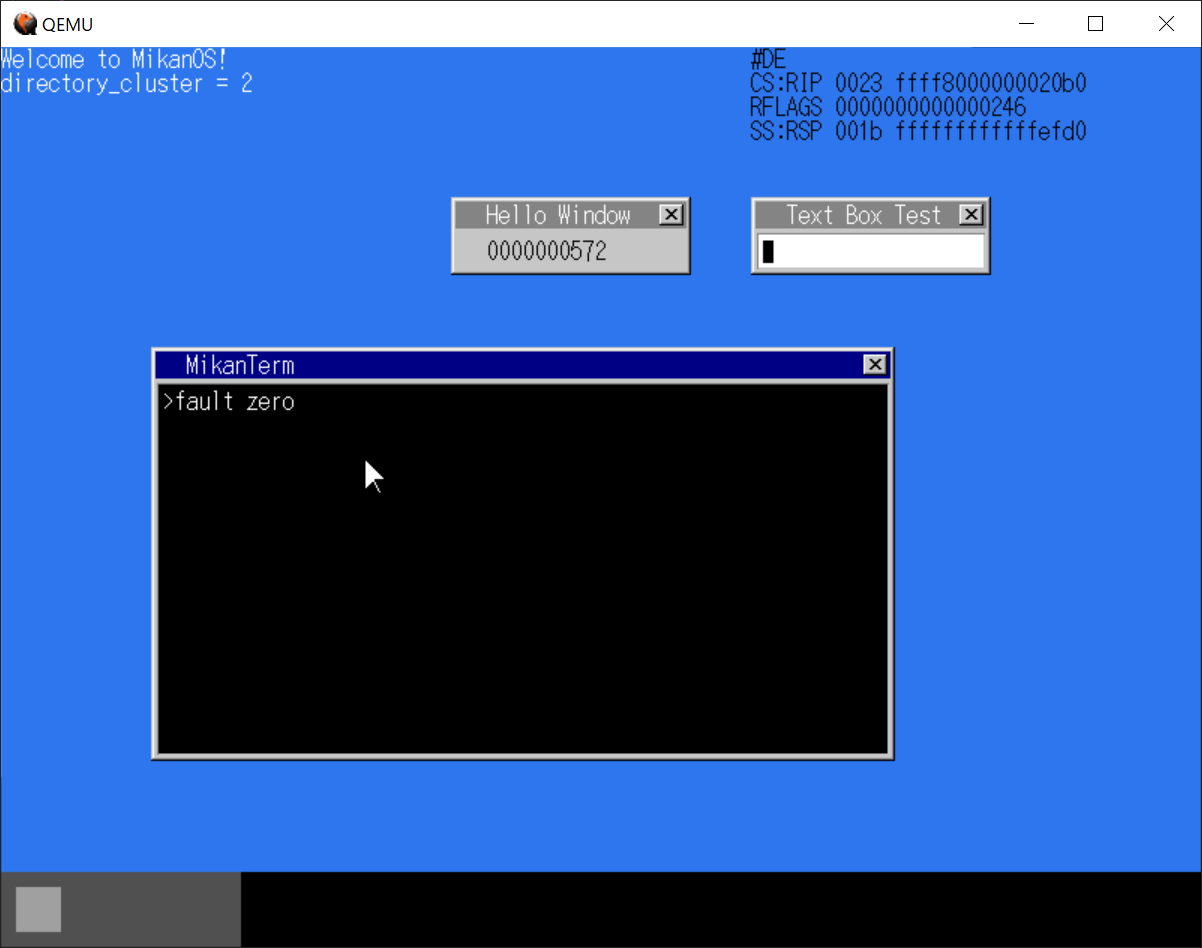 QEMU
Welcome to MikanOS!
directory_cluster = 2
#DE
CS:RIP 0023 ffff8000000020b0
RFLAGS 0000000000000246
SS:RSP 001b ffffffffffffefd0
Hello Window
0000000572
Text Box Test
MikanTerm
>fault zero